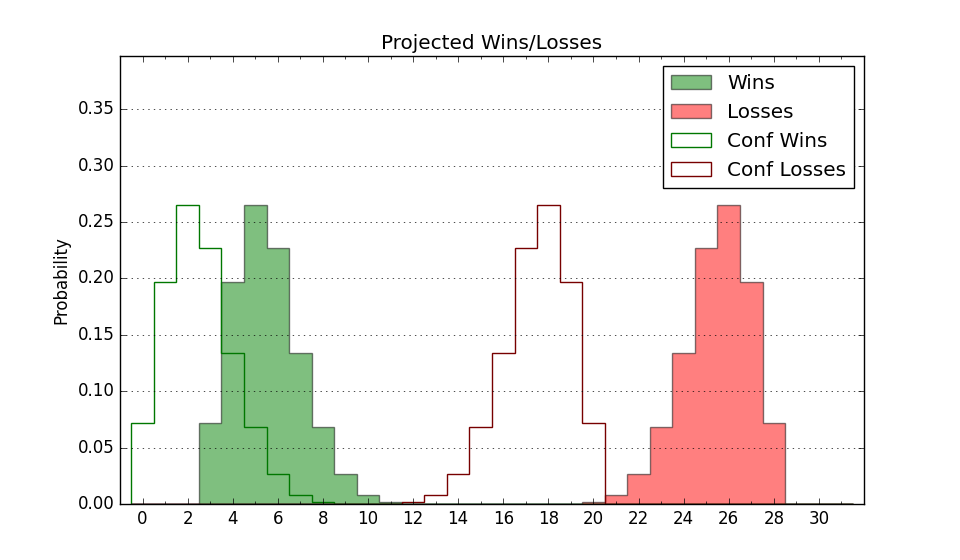 Projected Wins/Losses
Wins
Losses
Conf Wins
Conf Losses
Probability
0.35
0.30
0.25
0.20
0.15
0.10
0.05
0.00
0 2 4 6 8 10 12 14 16 18 20 22 24 26 28 30